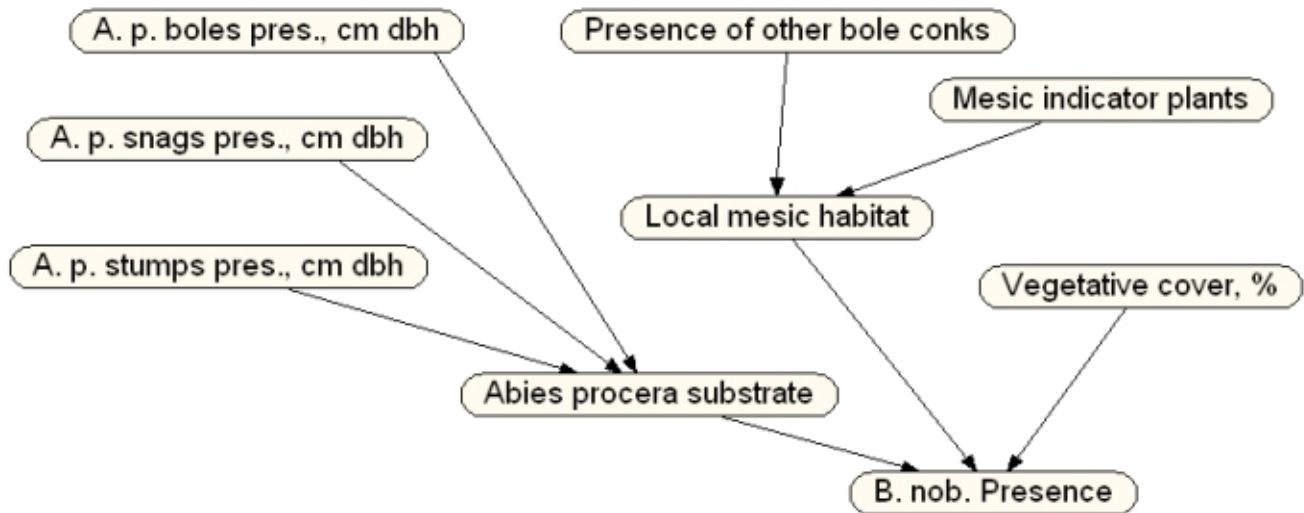 A. p. boles pres., cm dbh
Presence of other bole conks
Mesic indicator plants
A. p. snags pres., cm dbh
Local mesic habitat
A. p. stumps pres., cm dbh
Vegetative cover, %
Abies procera substrate
B. nob. Presence